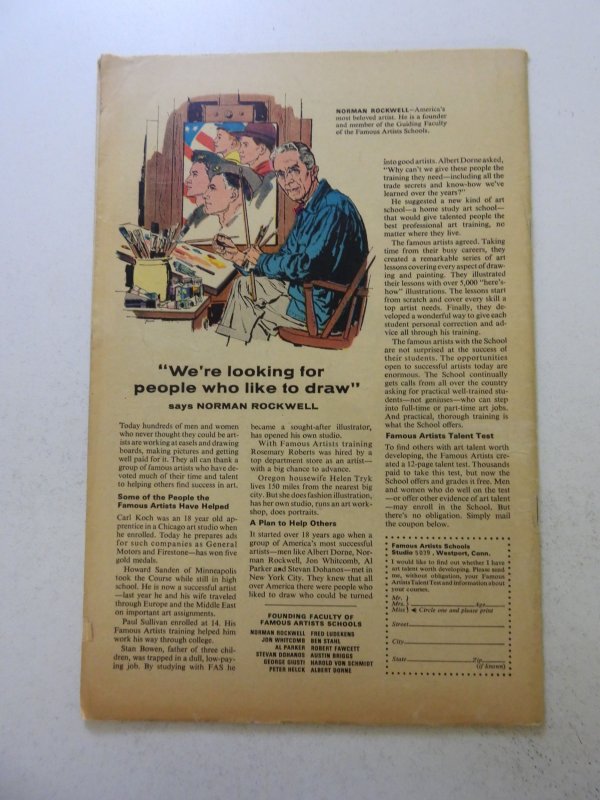 NORMAN ROCKWELL—America's
most beloved artist. He is a founder
and member of the Guiding Faculty
of the Famous Artists Schools.
"We're looking for
people who like to draw"
says NORMAN ROCKWELL
Today hundreds of men and women
who never thought they could be art-
ists are working at easels and drawing
boards, making pictures and getting
well paid for it. They all can thank a
group of famous artists who have de-
voted much of their time and talent
to helping others find success in art.
Some of the People the
Famous Artists Have Helped
Carl Koch was an 18 year old ap-
prentice in a Chicago art studio when
he enrolled. Today he prepares ads
for such companies as General
Motors and Firestone—has won five
gold medals.
Howard Sanden of Minneapolis
took the Course while still in high
school. He is now a successful artist
—last year he and his wife traveled
through Europe and the Middle East
on important art assignments.
Paul Sullivan enrolled at 14. His
Famous Artists training helped him
work his way through college.
Stan Bowen, father of three chil-
dren, was trapped in a dull, low-pay-
ing job. By studying with FAS he
became a sought-after illustrator,
has opened his own studio.
With Famous Artists training
Rosemary Roberts was hired by a
top department store as an artist—
with a big chance to advance.
Oregon housewife Helen Tryk
lives 150 miles from the nearest big
city. But she does fashion illustration,
has her own studio, runs an art work-
shop, does portraits.
A Plan to Help Others
It started over 18 years ago when a
group of America's most successful
artists—men like Albert Dorne, Nor-
man Rockwell, Jon Whitcomb, Al
Parker and Stevan Dohanos—met in
New York City. They knew that all
over America there were people who
liked to draw who could be turned
FOUNDING FACULTY OF
FAMOUS ARTISTS SCHOOLS
NORMAN ROCKWELL FRED LUDEKENS
JON WHITCOMB BEN STAHL
AL PARKER ROBERT FAWCETT
STEVAN DOHANOS AUSTIN BRIGGS
GEORGE GIUSTI HAROLD VON SCHMIDT
PETER HELCK ALBERT DORNE
into good artists. Albert Dorne asked,
"Why can't we give these people the
training they need—including all the
trade secrets and know-how we've
learned over the years?"
He suggested a new kind of art
school—a home study art school—
that would give talented people the
best professional art training, no
matter where they live.
The famous artists agreed. Taking
time from their busy careers, they
created a remarkable series of art
lessons covering every aspect of draw-
ing and painting. They illustrated
their lessons with over 5,000 "here's-
how" illustrations. The lessons start
from scratch and cover every skill a
top artist needs. Finally, they de-
veloped a wonderful way to give each
student personal correction and ad-
vice all through his training.
The famous artists with the School
are not surprised at the success of
their students. The opportunities
open to successful artists today are
enormous. The School continually
gets calls from all over the country
asking for practical well-trained stu-
dents—not geniuses—who can step
into full-time or part-time art jobs.
And practical, thorough training is
what the School offers.
Famous Artists Talent Test
To find others with art talent worth
developing, the Famous Artists cre-
ated a 12-page talent test. Thousands
paid to take this test, but now the
School offers and grades it free. Men
and women who do well on the test
—or offer other evidence of art talent
—may enroll in the School. But
there's no obligation. Simply mail
the coupon below.
Famous Artists Schools
Studio 5039, Westport, Conn.
I would like to find out whether I have
art talent worth developing. Please send
me, without obligation, your Famous
Artists Talent Test and information about
your courses.
Mr.
Mrs. Age
Miss Circle one and please print
Street
City
State Zip
(if known)